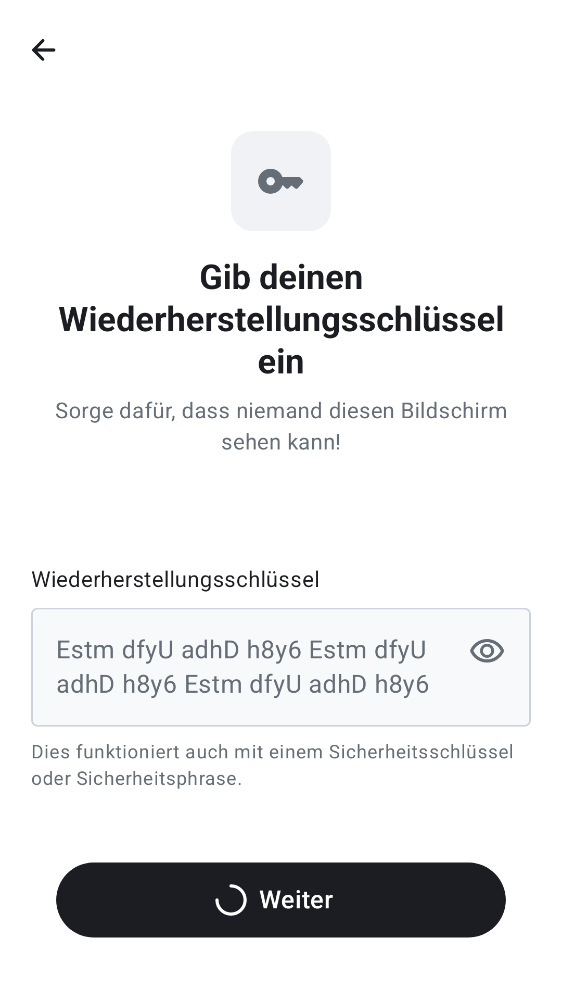 Gib deinen
Wiederherstellungsschlüssel
ein
Sorge dafür, dass niemand diesen Bildschirm
sehen kann!
Wiederherstellungsschlüssel
Estm dfyU adhD h8y6 Estm dfyU
adhD h8y6 Estm dfyU adhD h8y6
Dies funktioniert auch mit einem Sicherheitsschlüssel
oder Sicherheitsphrase.
Weiter